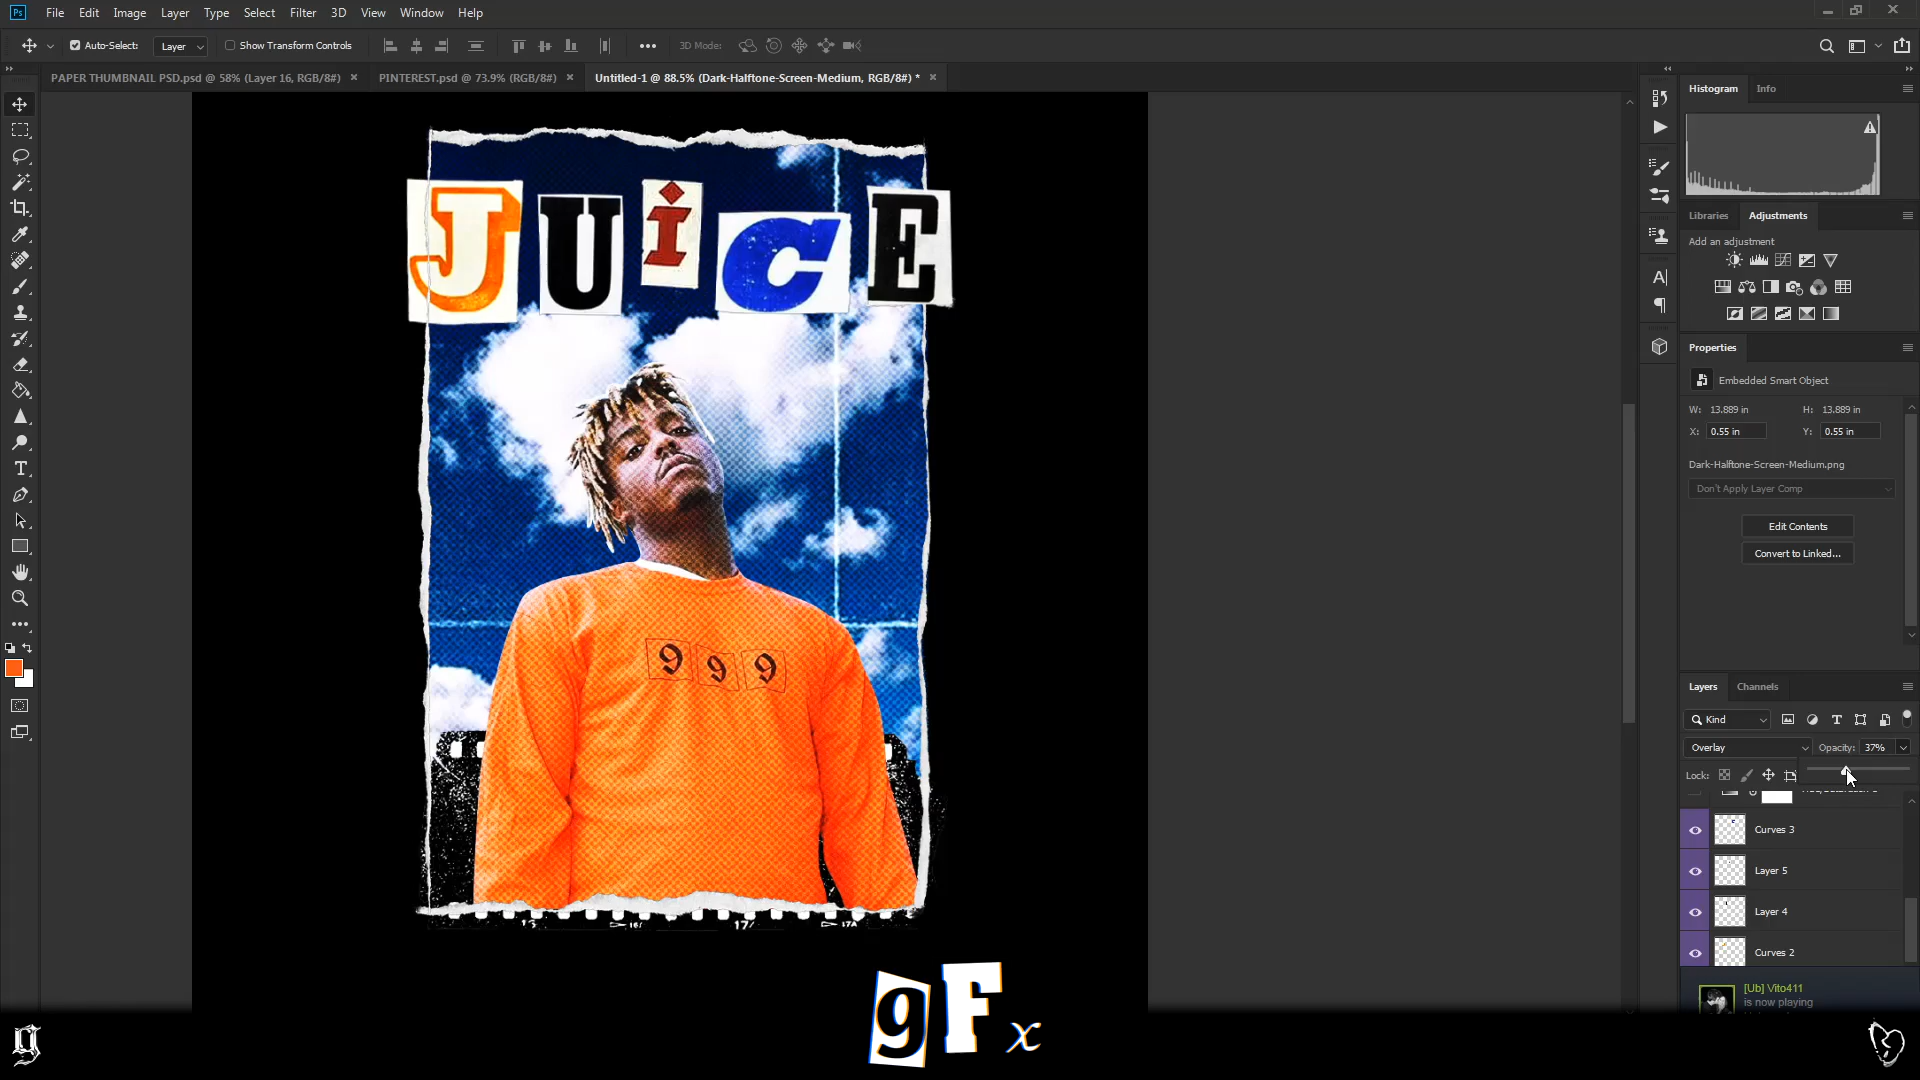 Ps File Edit Image Layer Type Select Filter 3D View Window Help
Auto-Select: Layer Show Transform Controls 3D Mode:
PAPER THUMBNAIL PSD.psd @ 58% (Layer 16, RGB/8#) PINTEREST.psd @ 73.9% (RGB/8#) Untitled-1 @ 88.5% (Dark-Halftone-Screen-Medium, RGB/8#) *
Histogram Info
Libraries Adjustments
Add an adjustment
Properties
Embedded Smart Object
W: 13.889 in H: 13.889 in
X: 0.55 in Y: 0.55 in
Dark-Halftone-Screen-Medium.png
Don't Apply Layer Comp
Edit Contents
Convert to Linked...
Layers Channels
Kind
Overlay Opacity: 37%
Lock:
Curves 3
Layer 5
Layer 4
Curves 2
[Ub] Vito411
is now playing
JUiCE
999
17 17A
gFx
g